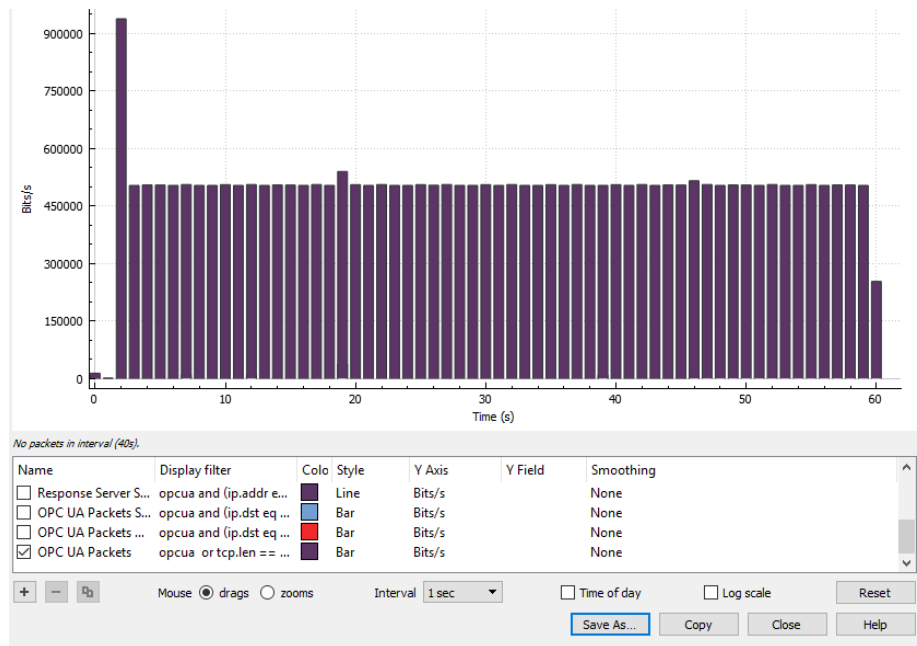 900000
750000
600000
450000
300000
150000
0
Bits/s
0 10 20 30 40 50 60
Time (s)
No packets in interval (40s).
Name Display filter Colo Style Y Axis Y Field Smoothing
Response Server S... opcua and (ip.addr e... Line Bits/s None
OPC UA Packets S... opcua and (ip.dst eq ... Bar Bits/s None
OPC UA Packets ... opcua and (ip.dst eq ... Bar Bits/s None
OPC UA Packets opcua or tcp.len == ... Bar Bits/s None
Mouse drags zooms Interval 1 sec Time of day Log scale Reset
Save As... Copy Close Help